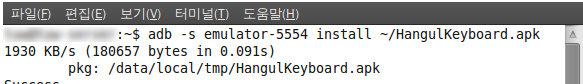 파일(F) 편집(E) 보기(V) 터미널(T) 도움말(H)
:~$ adb -s emulator-5554 install ~/HangulKeyboard.apk
1930 KB/s (180657 bytes in 0.091s)
pkg: /data/local/tmp/HangulKeyboard.apk
Success